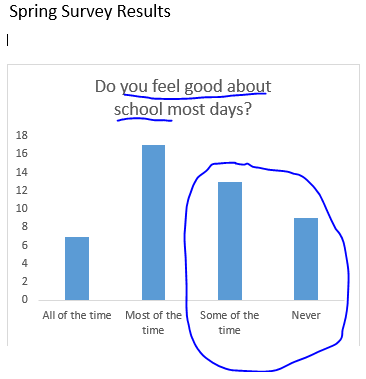 Spring Survey Results
Do you feel good about
school most days?
18
16
14
12
10
8
6
4
2
0
All of the time Most of the Some of the Never
time time